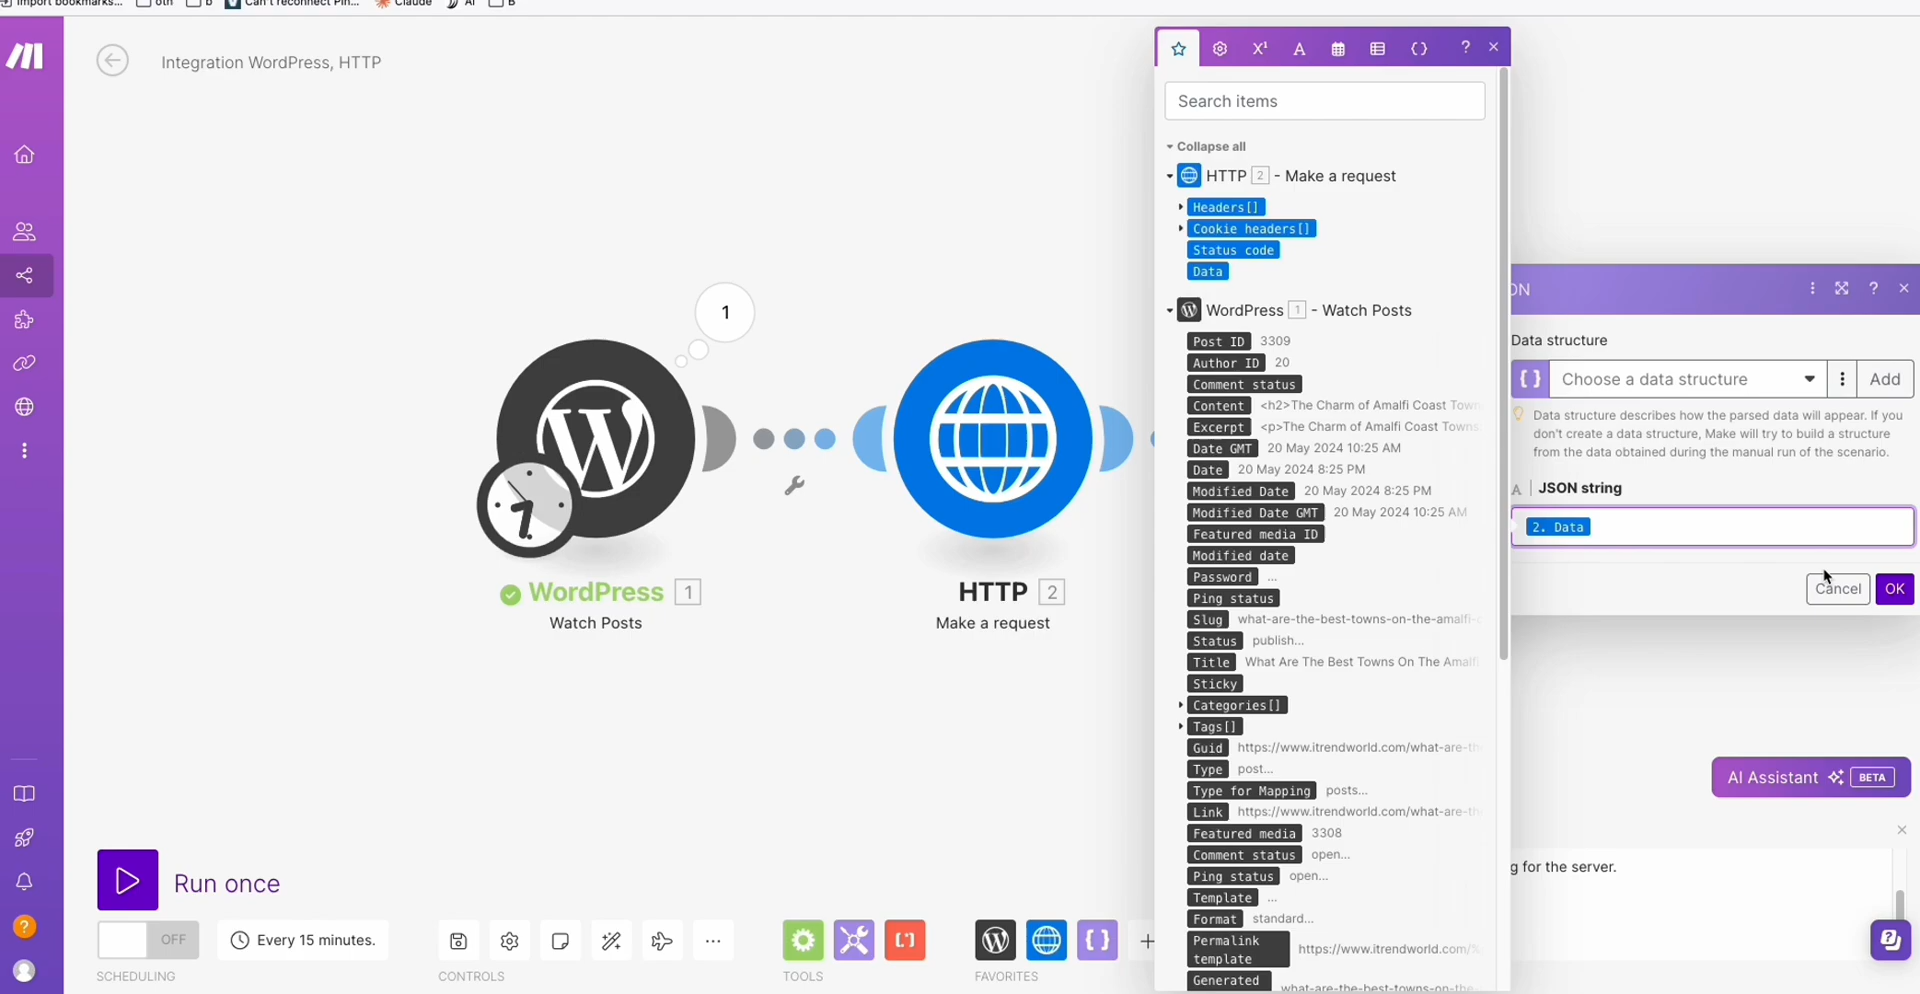 Import bookmarks...
oth
b
Can't reconnect Pin...
Claude
AI
B
Integration WordPress, HTTP
1
WordPress 1
Watch Posts
HTTP 2
Make a request
Run once
OFF
Every 15 minutes.
SCHEDULING
CONTROLS
TOOLS
FAVORITES
Search items
Collapse all
HTTP 2 - Make a request
Headers[]
Cookie headers[]
Status code
Data
WordPress 1 - Watch Posts
Post ID 3309
Author ID 20
Comment status
Content <h2>The Charm of Amalfi Coast Town
Excerpt <p>The Charm of Amalfi Coast Towns
Date GMT 20 May 2024 10:25 AM
Date 20 May 2024 8:25 PM
Modified Date 20 May 2024 8:25 PM
Modified Date GMT 20 May 2024 10:25 AM
Featured media ID
Modified date
Password ...
Ping status
Slug what-are-the-best-towns-on-the-amalfi-
Status publish...
Title What Are The Best Towns On The Amalfi
Sticky
Categories[]
Tags[]
Guid https://www.itrendworld.com/what-are-th
Type post...
Type for Mapping posts...
Link https://www.itrendworld.com/what-are-th
Featured media 3308
Comment status open...
Ping status open...
Template ...
Format standard...
Permalink template https://www.itrendworld.com/%
Generated what-are-the-best-towns-on-the-
ON
Data structure
Choose a data structure
Add
Data structure describes how the parsed data will appear. If you
don't create a data structure, Make will try to build a structure
from the data obtained during the manual run of the scenario.
A JSON string
2. Data
Cancel
OK
AI Assistant BETA
g for the server.